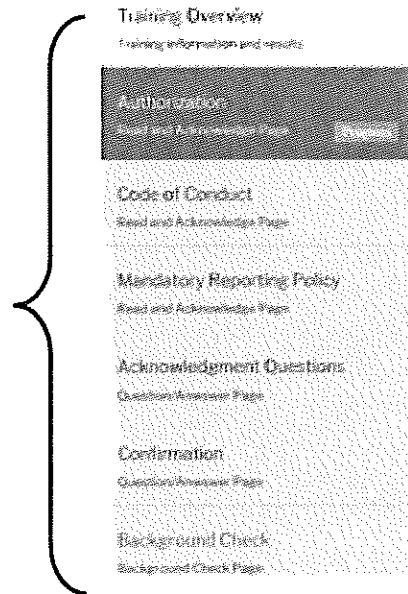 Training Overview
Training information and results
Authorization
Read and Acknowledge Page
Code of Conduct
Read and Acknowledge Page
Mandatory Reporting Policy
Read and Acknowledge Page
Acknowledgment Questions
Question/Answer Page
Confirmation
Question/Answer Page
Background Check
Background Check Page